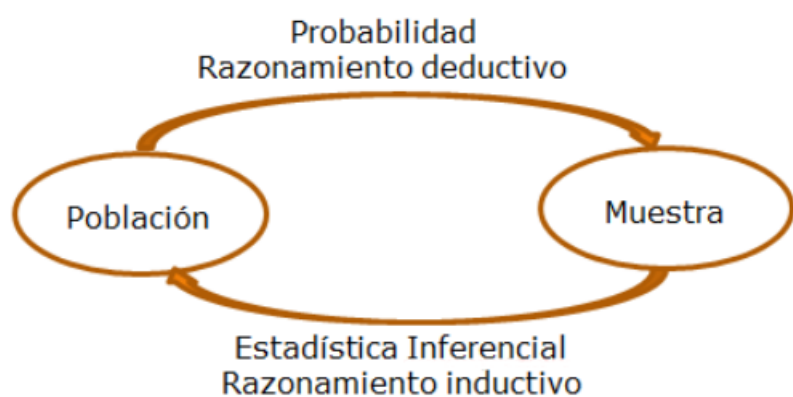 Probabilidad
Razonamiento deductivo
Población
Muestra
Estadística Inferencial
Razonamiento inductivo